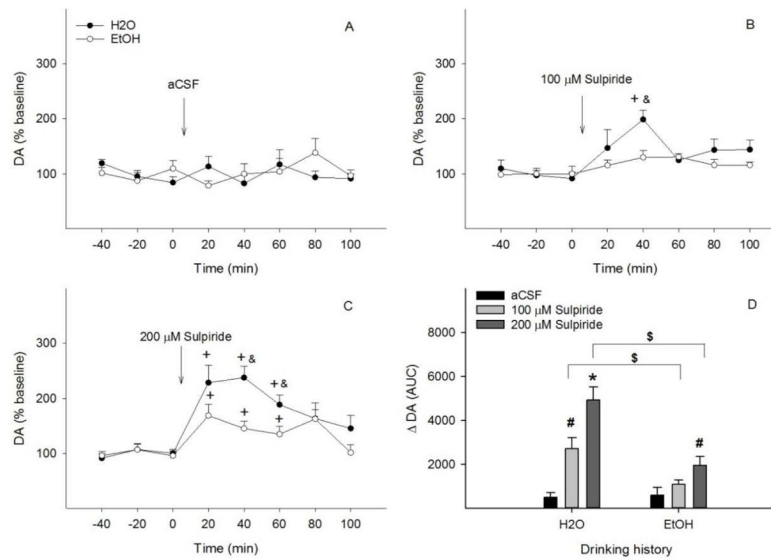 H2O
EtOH
A
aCSF
300
200
100
DA (% baseline)
-40 -20 0 20 40 60 80 100
Time (min)
B
100 µM Sulpiride
+ &
300
200
100
DA (% baseline)
-40 -20 0 20 40 60 80 100
Time (min)
C
200 µM Sulpiride
+ + & + &
+ + +
300
200
100
DA (% baseline)
-40 -20 0 20 40 60 80 100
Time (min)
aCSF
100 µM Sulpiride
200 µM Sulpiride
D
$
$
# * #
8000
6000
4000
2000
Δ DA (AUC)
H2O EtOH
Drinking history